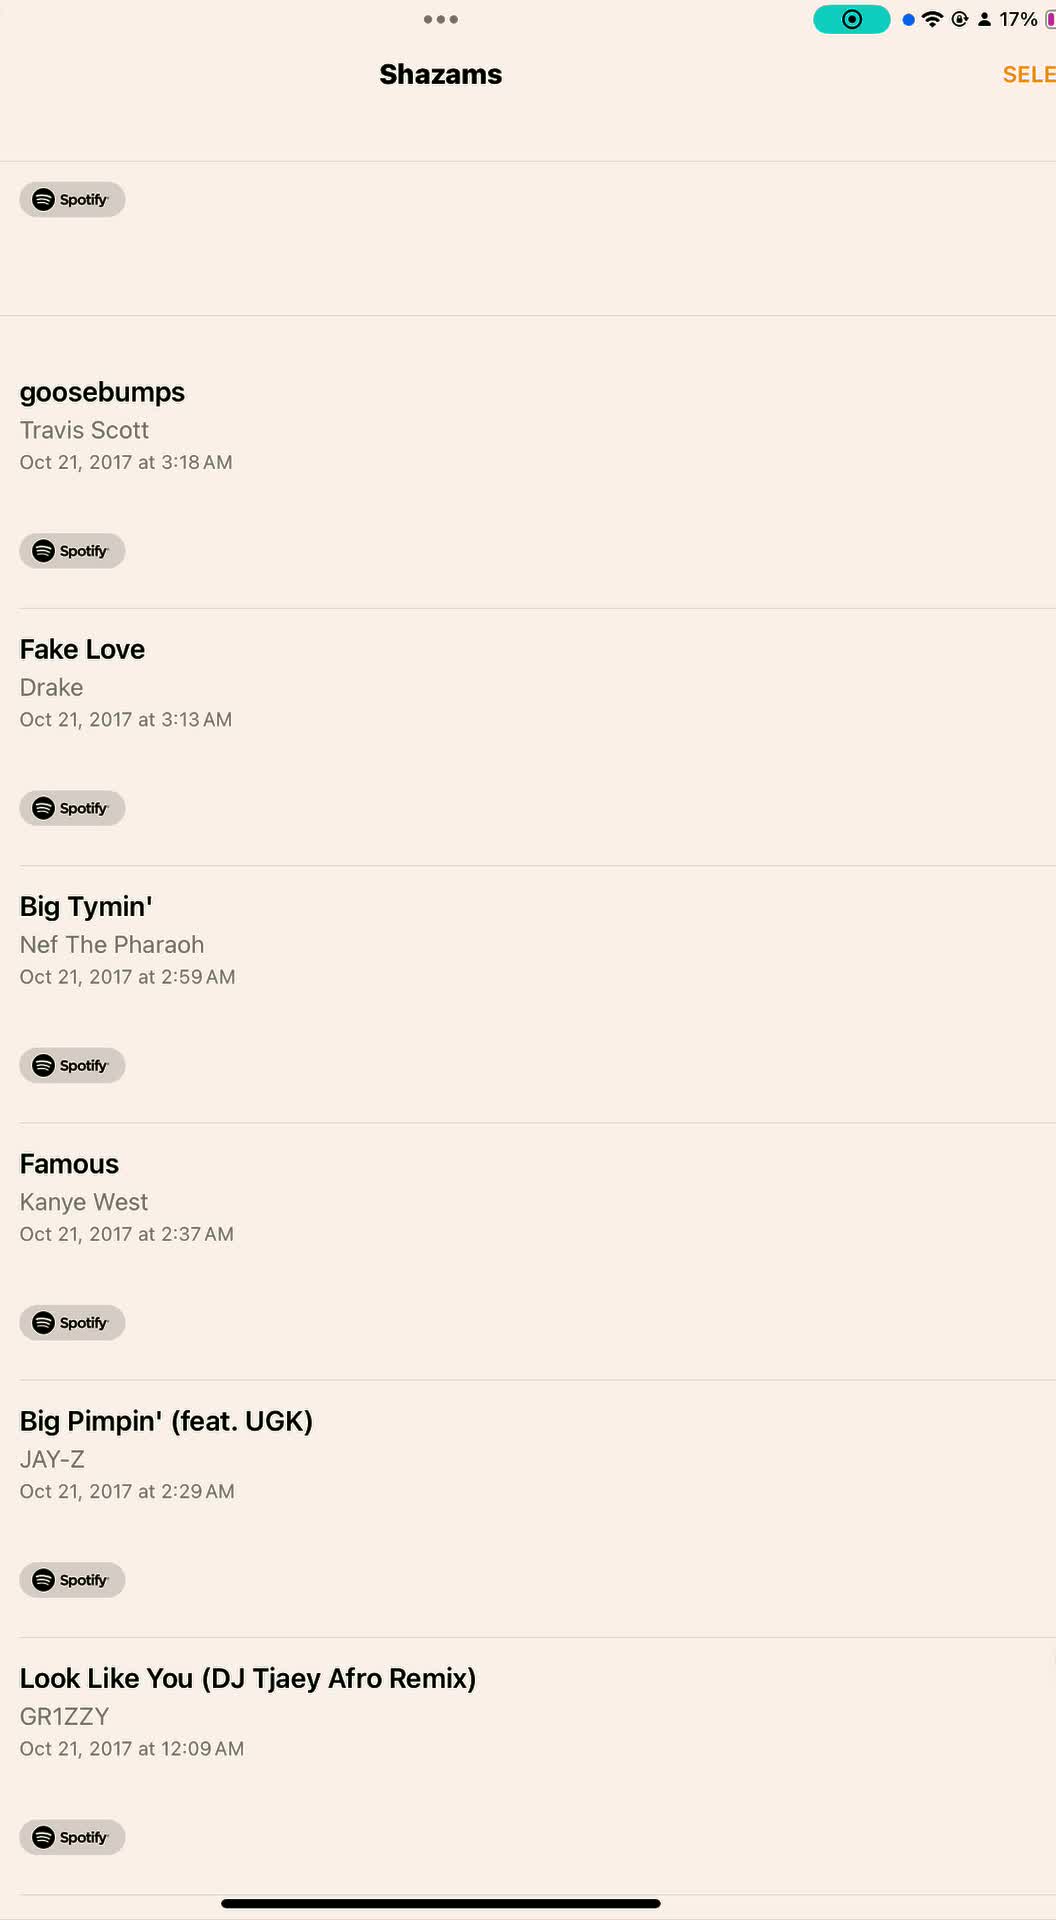 17%
Shazams
SELE
Spotify
goosebumps
Travis Scott
Oct 21, 2017 at 3:18 AM
Spotify
Fake Love
Drake
Oct 21, 2017 at 3:13 AM
Spotify
Big Tymin'
Nef The Pharaoh
Oct 21, 2017 at 2:59 AM
Spotify
Famous
Kanye West
Oct 21, 2017 at 2:37 AM
Spotify
Big Pimpin' (feat. UGK)
JAY-Z
Oct 21, 2017 at 2:29 AM
Spotify
Look Like You (DJ Tjaey Afro Remix)
GR1ZZY
Oct 21, 2017 at 12:09 AM
Spotify